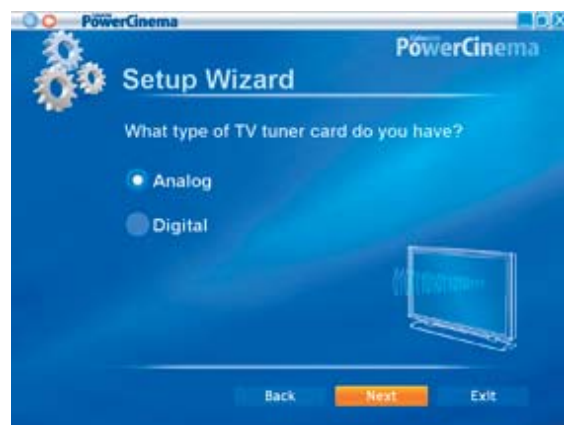 PowerCinema
PowerCinema
Setup Wizard
What type of TV tuner card do you have?
Analog
Digital
Back Next Exit